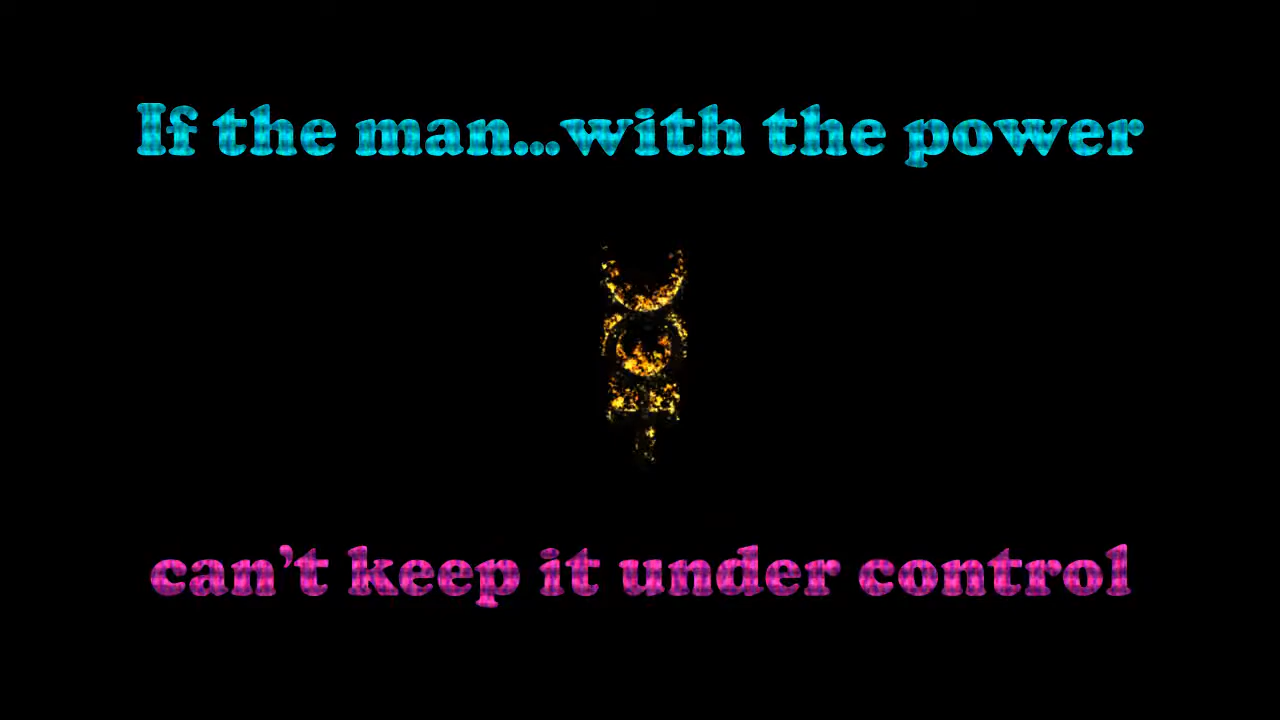 If the man...with the power
can't keep it under control